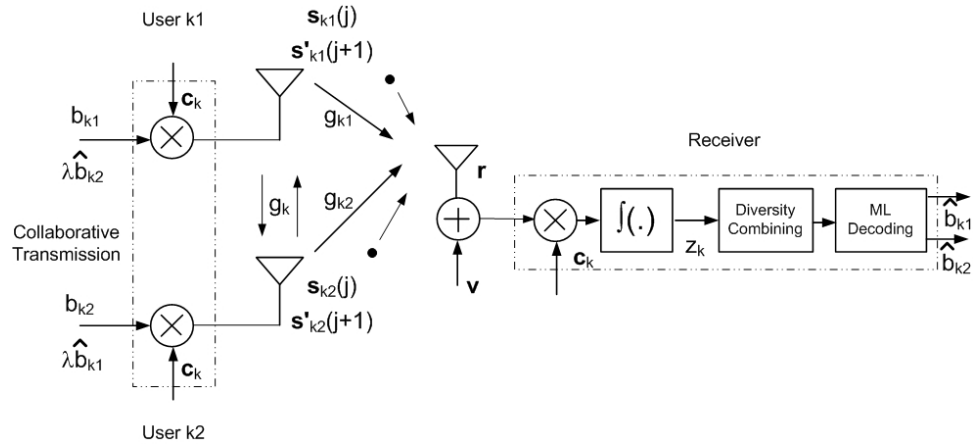 User k1
s_k1(j)
s'_k1(j+1)
c_k
b_k1
λb̂_k2
g_k1
g_k
g_k2
Collaborative
Transmission
b_k2
λb̂_k1
c_k
User k2
s_k2(j)
s'_k2(j+1)
r
+
v
Receiver
c_k
∫(.)
z_k
Diversity
Combining
ML
Decoding
b̂_k1
b̂_k2